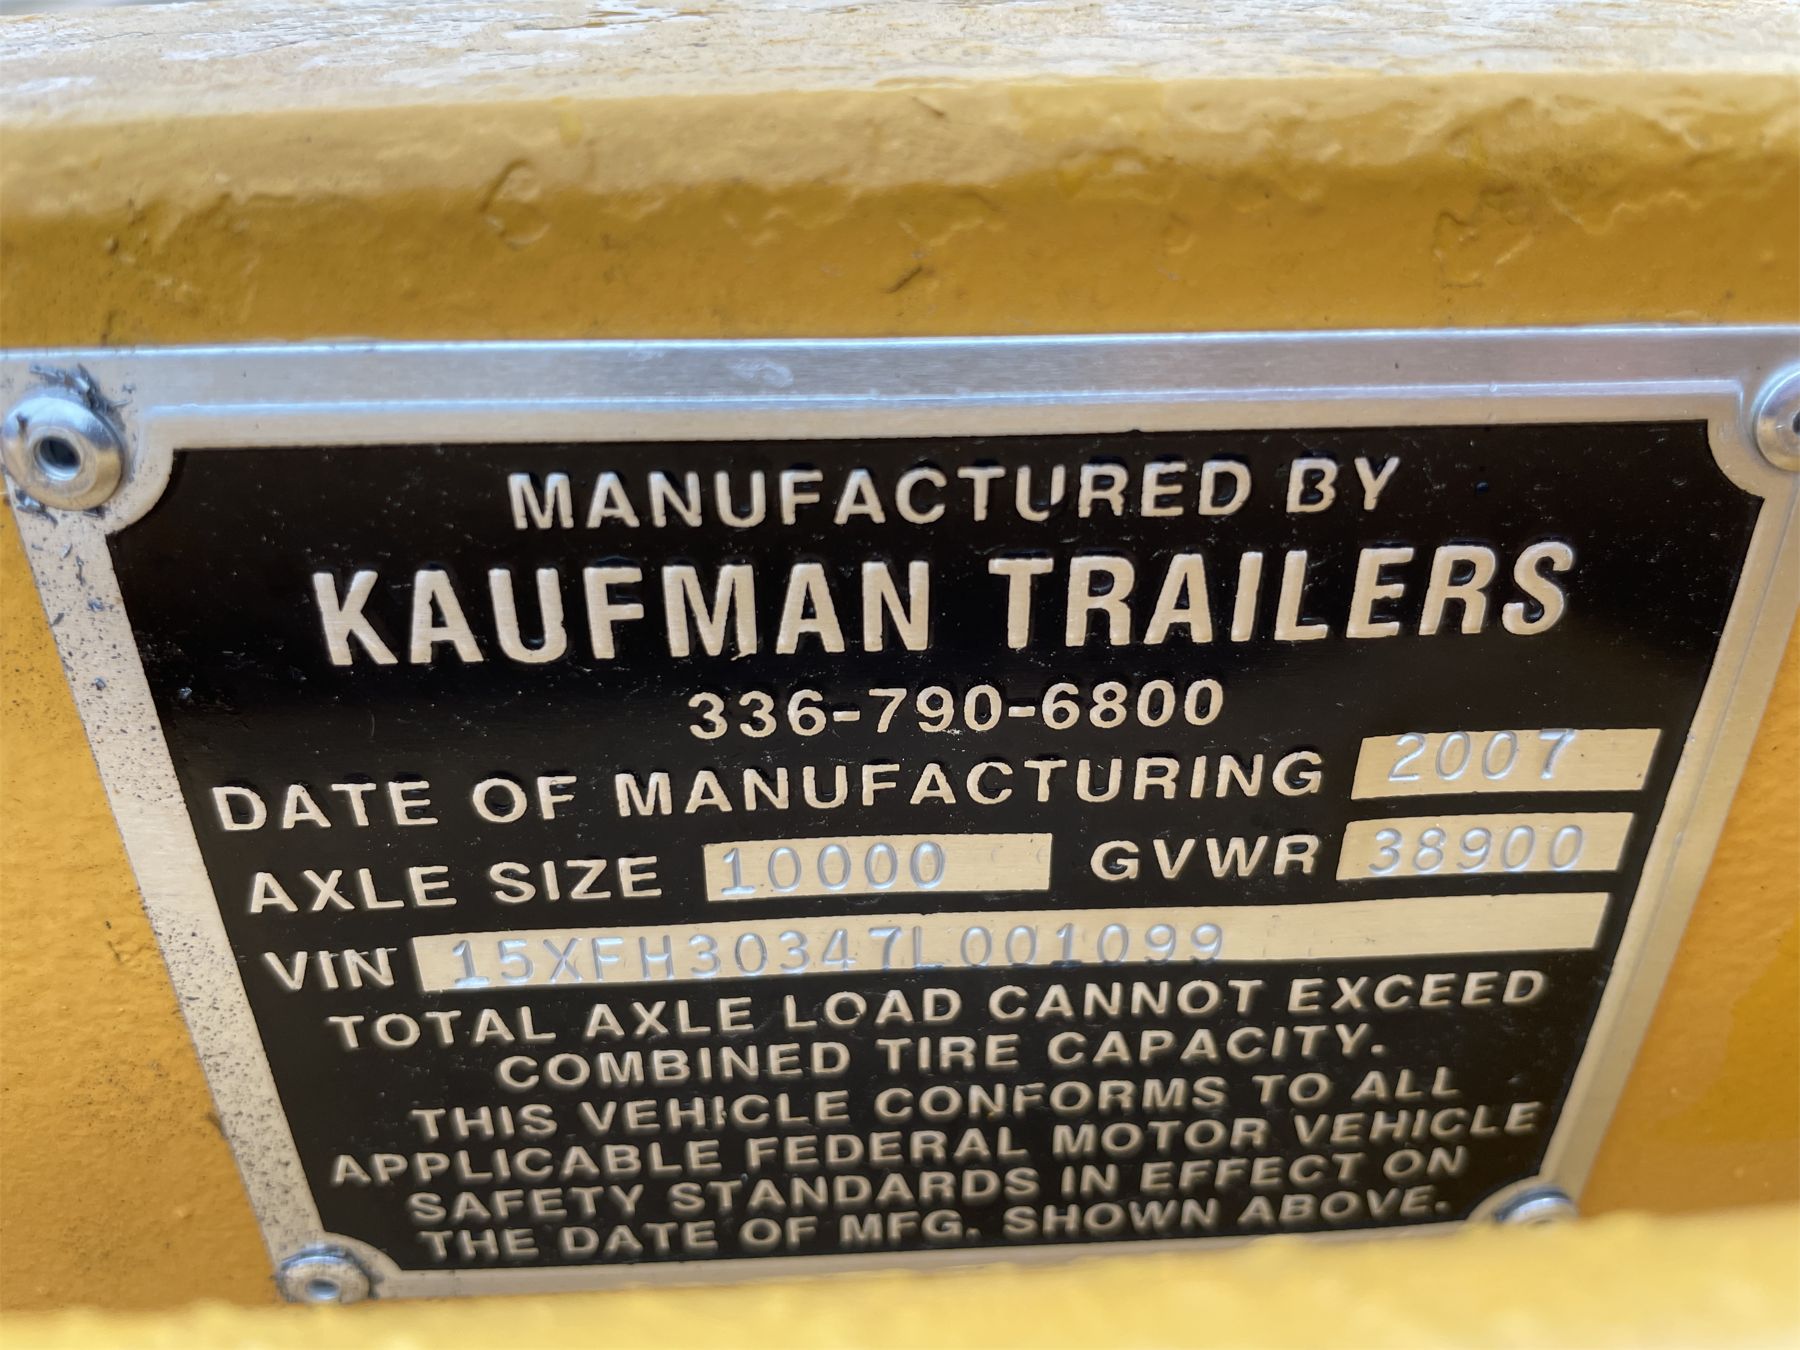 MANUFACTURED BY
KAUFMAN TRAILERS
336-790-6800
DATE OF MANUFACTURING 2007
AXLE SIZE 10000 GVWR 38900
VIN 15XFH30347L001099
TOTAL AXLE LOAD CANNOT EXCEED
COMBINED TIRE CAPACITY.
THIS VEHICLE CONFORMS TO ALL
APPLICABLE FEDERAL MOTOR VEHICLE
SAFETY STANDARDS IN EFFECT ON
THE DATE OF MFG. SHOWN ABOVE.